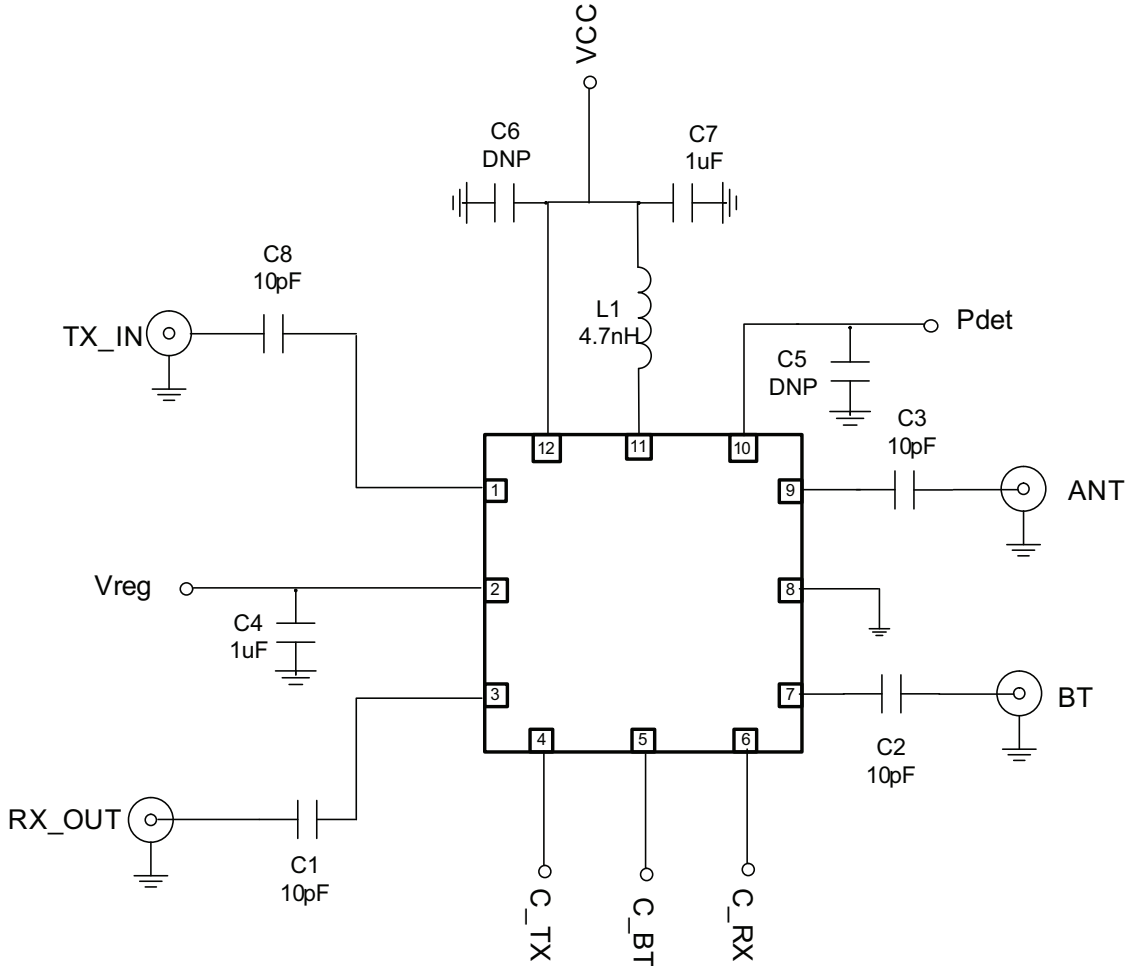 VCC
C6
DNP
C7
1uF
C8
10pF
TX_IN
L1
4.7nH
Pdet
C5
DNP
C3
10pF
12
11
10
1
9
ANT
Vreg
2
8
C4
1uF
3
7
BT
4
5
6
C2
10pF
RX_OUT
C1
10pF
C_TX
C_BT
C_RX